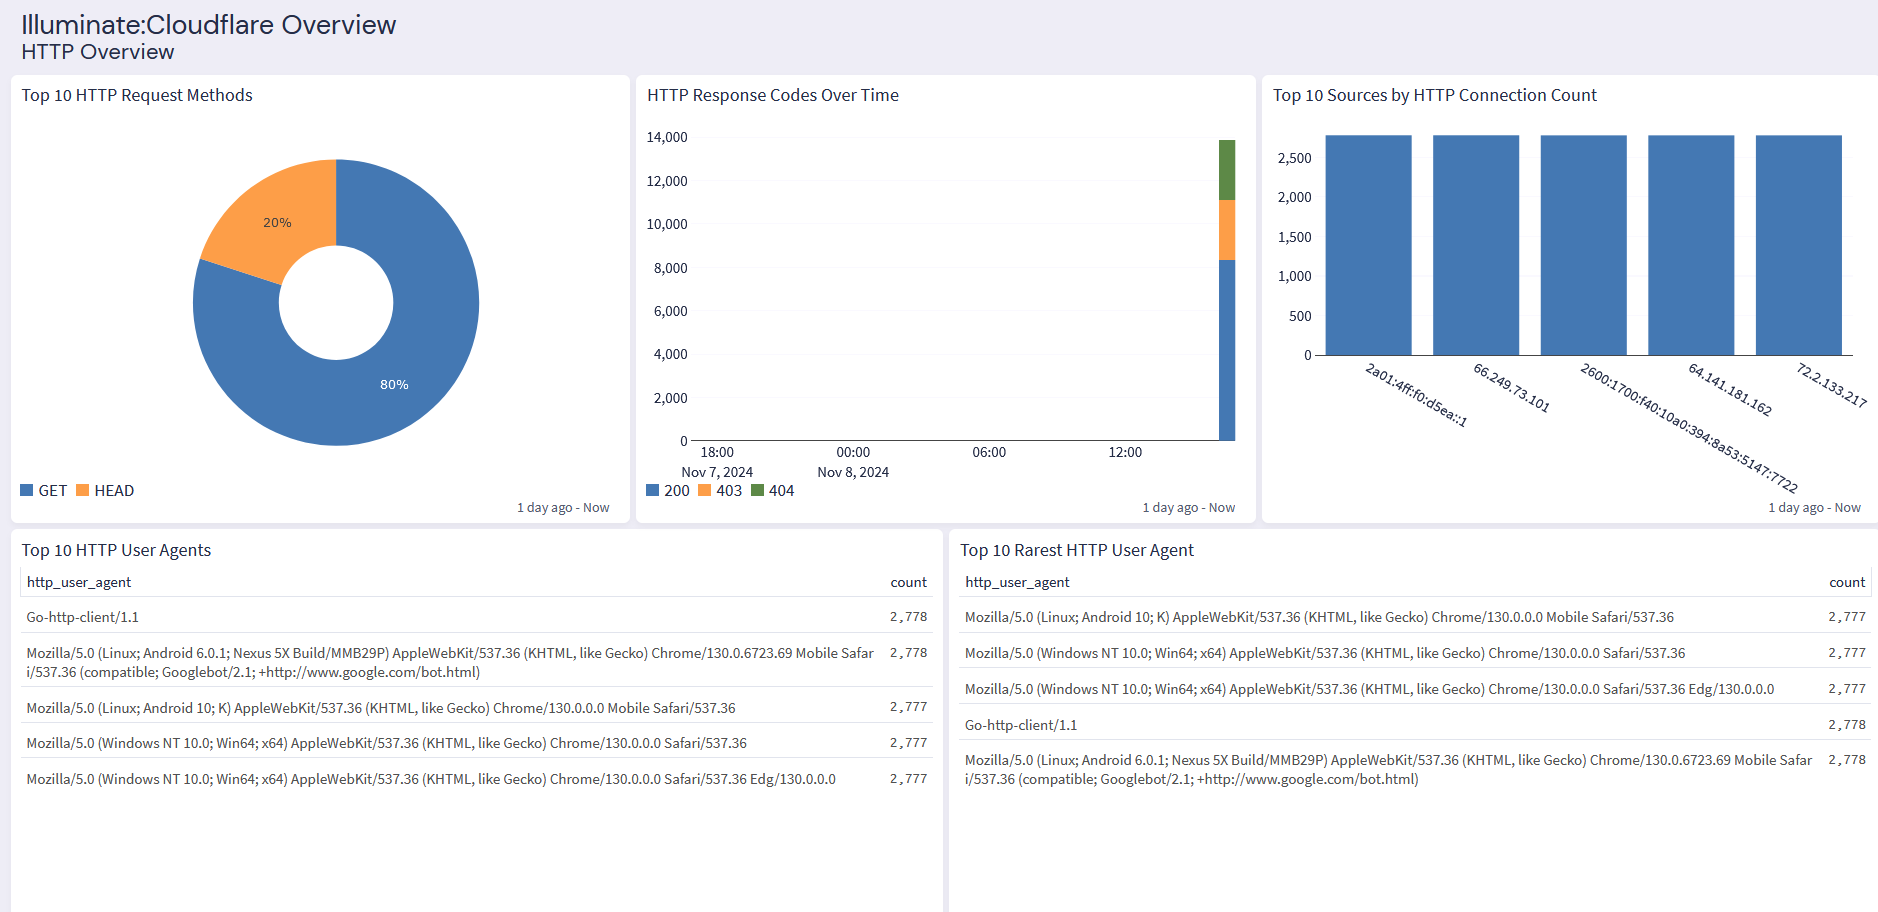 Illuminate:Cloudflare Overview
HTTP Overview
Top 10 HTTP Request Methods
20%
80%
GET HEAD
1 day ago - Now
HTTP Response Codes Over Time
14,000
12,000
10,000
8,000
6,000
4,000
2,000
0
18:00 00:00 06:00 12:00
Nov 7, 2024 Nov 8, 2024
200 403 404
1 day ago - Now
Top 10 Sources by HTTP Connection Count
2,500
2,000
1,500
1,000
500
0
2a01:4ff:f0:d5ea::1
66.249.73.101
2600:1700:f40:10a0:394:8a53:5147:7722
64.141.181.162
72.2.133.217
1 day ago - Now
Top 10 HTTP User Agents
http_user_agent count
Go-http-client/1.1 2,778
Mozilla/5.0 (Linux; Android 6.0.1; Nexus 5X Build/MMB29P) AppleWebKit/537.36 (KHTML, like Gecko) Chrome/130.0.6723.69 Mobile Safar 2,778
i/537.36 (compatible; Googlebot/2.1; +http://www.google.com/bot.html)
Mozilla/5.0 (Linux; Android 10; K) AppleWebKit/537.36 (KHTML, like Gecko) Chrome/130.0.0.0 Mobile Safari/537.36 2,777
Mozilla/5.0 (Windows NT 10.0; Win64; x64) AppleWebKit/537.36 (KHTML, like Gecko) Chrome/130.0.0.0 Safari/537.36 2,777
Mozilla/5.0 (Windows NT 10.0; Win64; x64) AppleWebKit/537.36 (KHTML, like Gecko) Chrome/130.0.0.0 Safari/537.36 Edg/130.0.0.0 2,777
Top 10 Rarest HTTP User Agent
http_user_agent count
Mozilla/5.0 (Linux; Android 10; K) AppleWebKit/537.36 (KHTML, like Gecko) Chrome/130.0.0.0 Mobile Safari/537.36 2,777
Mozilla/5.0 (Windows NT 10.0; Win64; x64) AppleWebKit/537.36 (KHTML, like Gecko) Chrome/130.0.0.0 Safari/537.36 2,777
Mozilla/5.0 (Windows NT 10.0; Win64; x64) AppleWebKit/537.36 (KHTML, like Gecko) Chrome/130.0.0.0 Safari/537.36 Edg/130.0.0.0 2,777
Go-http-client/1.1 2,778
Mozilla/5.0 (Linux; Android 6.0.1; Nexus 5X Build/MMB29P) AppleWebKit/537.36 (KHTML, like Gecko) Chrome/130.0.6723.69 Mobile Safar 2,778
i/537.36 (compatible; Googlebot/2.1; +http://www.google.com/bot.html)